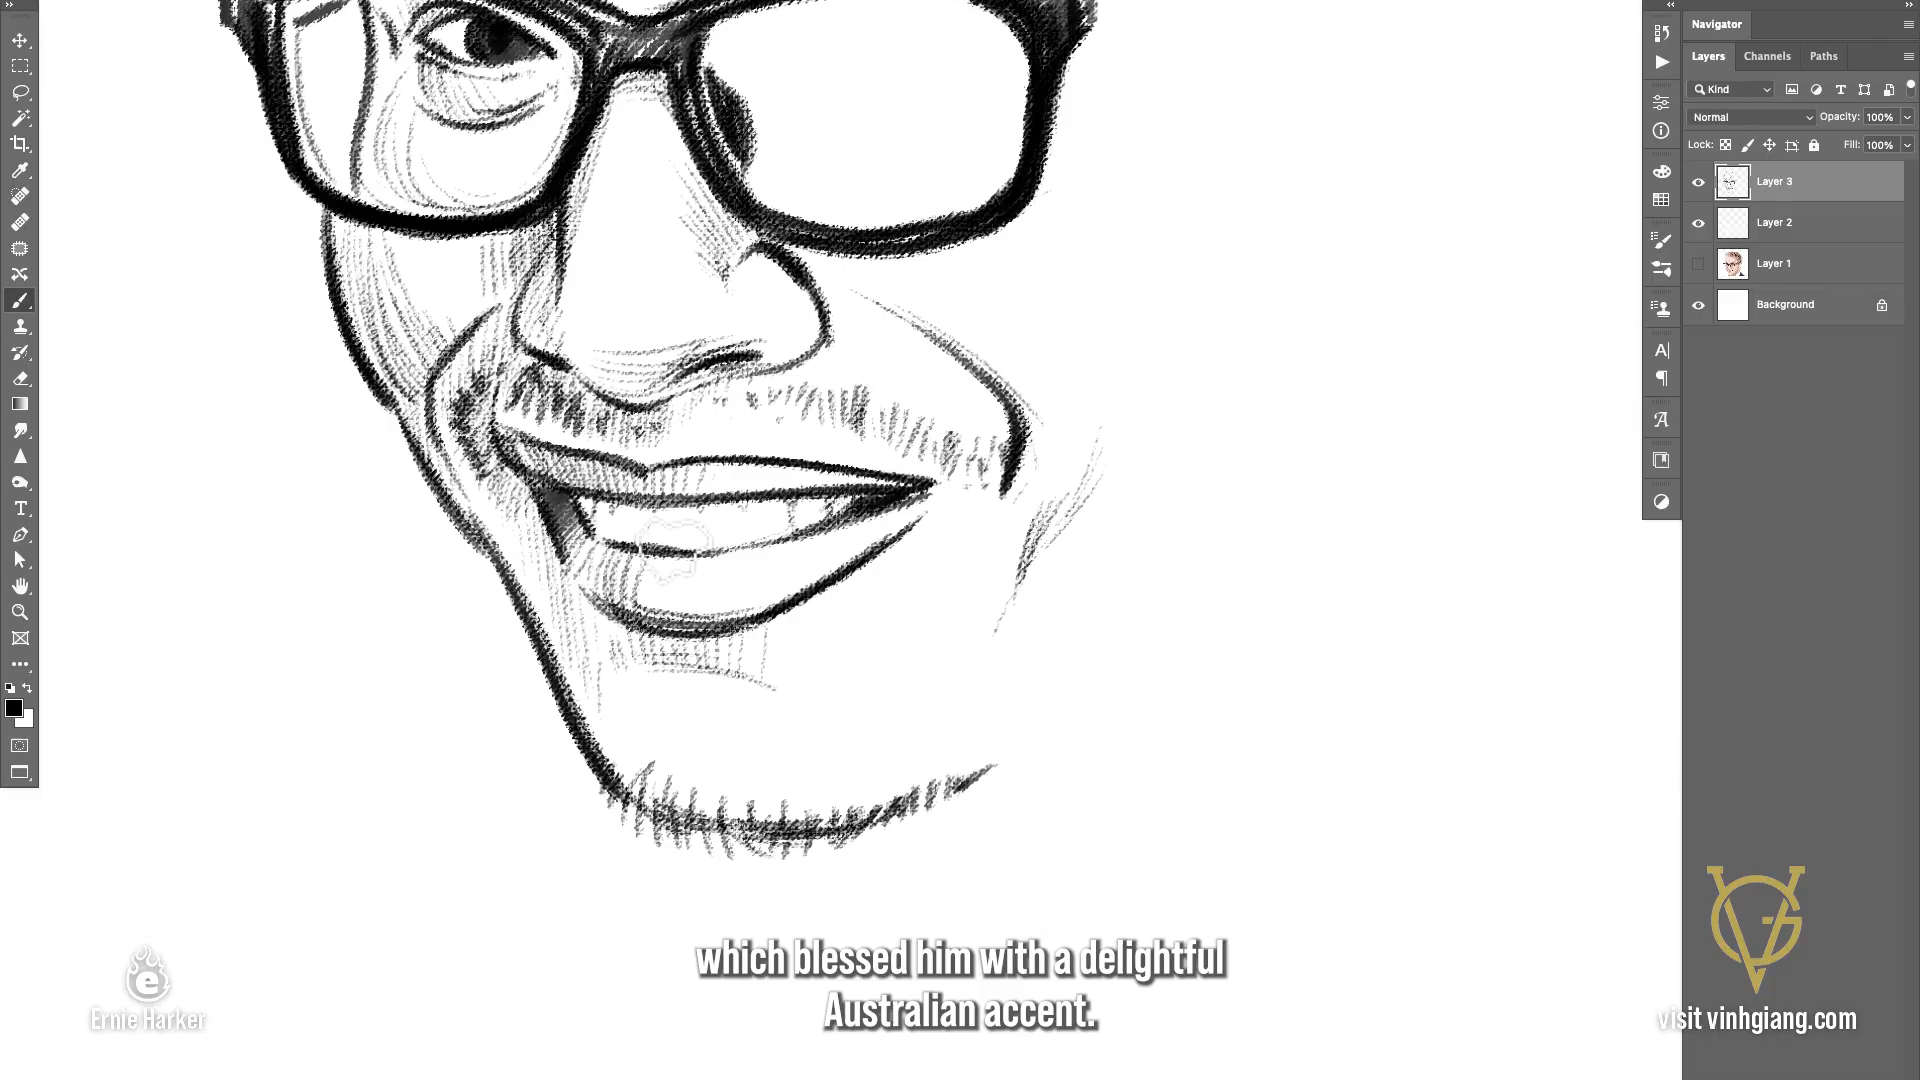 Navigator
Layers Channels Paths
Kind
Normal Opacity: 100%
Lock: Fill: 100%
Layer 3
Layer 2
Layer 1
Background
which blessed him with a delightful
Australian accent.
e
Ernie Harker
VG
visit vinhgiang.com